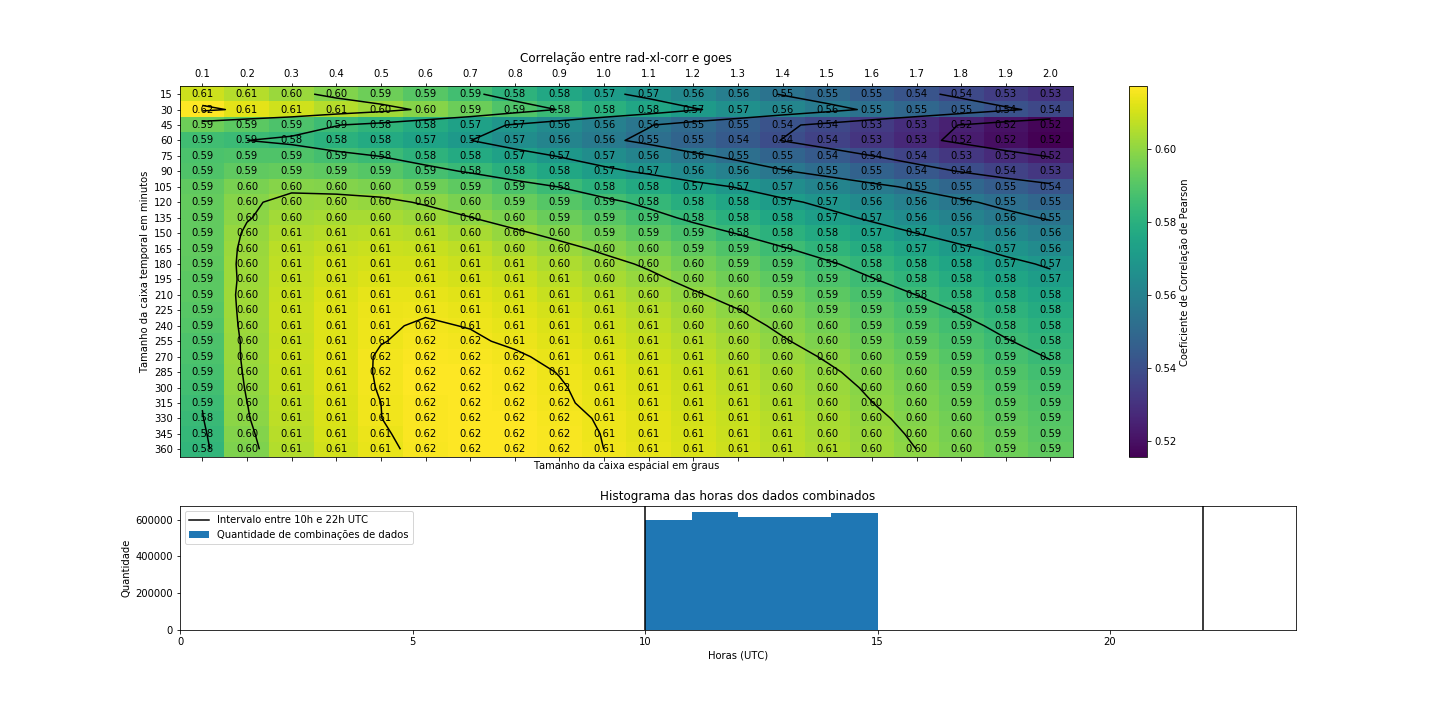 Correlação entre rad-xl-corr e goes
0.1 0.2 0.3 0.4 0.5 0.6 0.7 0.8 0.9 1.0 1.1 1.2 1.3 1.4 1.5 1.6 1.7 1.8 1.9 2.0
15 0.61 0.61 0.60 0.60 0.59 0.59 0.59 0.58 0.58 0.57 0.57 0.56 0.56 0.55 0.55 0.55 0.54 0.54 0.53 0.53
30 0.62 0.61 0.61 0.61 0.60 0.60 0.59 0.59 0.58 0.58 0.58 0.57 0.57 0.56 0.56 0.55 0.55 0.54 0.54 0.54
45 0.59 0.59 0.59 0.59 0.58 0.58 0.57 0.57 0.56 0.56 0.56 0.55 0.55 0.54 0.54 0.53 0.53 0.52 0.52 0.52
60 0.59 0.59 0.58 0.58 0.58 0.57 0.57 0.57 0.56 0.56 0.55 0.55 0.54 0.54 0.54 0.53 0.53 0.52 0.52 0.52
75 0.59 0.59 0.59 0.59 0.58 0.58 0.58 0.57 0.57 0.56 0.56 0.56 0.55 0.55 0.54 0.54 0.54 0.53 0.53 0.52
90 0.59 0.59 0.59 0.59 0.59 0.58 0.58 0.58 0.58 0.57 0.57 0.56 0.56 0.56 0.55 0.55 0.54 0.54 0.54 0.53
105 0.59 0.60 0.60 0.60 0.60 0.59 0.59 0.59 0.58 0.58 0.58 0.57 0.57 0.56 0.56 0.56 0.55 0.55 0.55 0.54
120 0.59 0.60 0.60 0.60 0.60 0.60 0.60 0.59 0.59 0.59 0.58 0.58 0.58 0.57 0.57 0.56 0.56 0.56 0.55 0.55
135 0.59 0.60 0.60 0.60 0.60 0.60 0.60 0.60 0.59 0.59 0.59 0.58 0.58 0.58 0.57 0.57 0.56 0.56 0.56 0.55
150 0.59 0.60 0.61 0.61 0.61 0.60 0.60 0.60 0.60 0.59 0.59 0.59 0.58 0.58 0.58 0.57 0.57 0.57 0.56 0.56
165 0.59 0.60 0.61 0.61 0.61 0.61 0.60 0.60 0.60 0.60 0.59 0.59 0.59 0.59 0.58 0.58 0.57 0.57 0.57 0.56
180 0.59 0.60 0.61 0.61 0.61 0.61 0.61 0.61 0.60 0.60 0.60 0.59 0.59 0.59 0.59 0.58 0.58 0.57 0.57 0.57
195 0.59 0.60 0.61 0.61 0.61 0.61 0.61 0.61 0.61 0.60 0.60 0.60 0.60 0.59 0.59 0.59 0.58 0.58 0.58 0.57
210 0.59 0.60 0.61 0.61 0.61 0.61 0.61 0.61 0.61 0.61 0.60 0.60 0.60 0.59 0.59 0.59 0.58 0.58 0.58 0.58
225 0.59 0.60 0.61 0.61 0.61 0.61 0.61 0.61 0.61 0.61 0.61 0.60 0.60 0.60 0.59 0.59 0.59 0.58 0.58 0.58
240 0.59 0.60 0.61 0.61 0.61 0.62 0.61 0.61 0.61 0.61 0.61 0.61 0.60 0.60 0.60 0.59 0.59 0.59 0.58 0.58
255 0.59 0.60 0.61 0.61 0.61 0.62 0.62 0.61 0.61 0.61 0.61 0.61 0.60 0.60 0.60 0.59 0.59 0.59 0.59 0.58
270 0.59 0.60 0.61 0.61 0.62 0.62 0.62 0.62 0.61 0.61 0.61 0.61 0.60 0.60 0.60 0.60 0.59 0.59 0.59 0.58
285 0.59 0.60 0.61 0.61 0.62 0.62 0.62 0.62 0.61 0.61 0.61 0.61 0.61 0.60 0.60 0.60 0.60 0.59 0.59 0.59
300 0.59 0.60 0.61 0.61 0.62 0.62 0.62 0.62 0.62 0.61 0.61 0.61 0.61 0.60 0.60 0.60 0.60 0.59 0.59 0.59
315 0.59 0.60 0.61 0.61 0.61 0.62 0.62 0.62 0.62 0.61 0.61 0.61 0.61 0.61 0.60 0.60 0.60 0.60 0.59 0.59
330 0.58 0.60 0.61 0.61 0.61 0.62 0.62 0.62 0.62 0.61 0.61 0.61 0.61 0.61 0.60 0.60 0.60 0.60 0.59 0.59
345 0.58 0.60 0.61 0.61 0.61 0.62 0.62 0.62 0.62 0.61 0.61 0.61 0.61 0.61 0.60 0.60 0.60 0.60 0.59 0.59
360 0.58 0.60 0.61 0.61 0.61 0.62 0.62 0.62 0.62 0.61 0.61 0.61 0.61 0.61 0.61 0.60 0.60 0.60 0.59 0.59
Tamanho da caixa temporal em minutos
Tamanho da caixa espacial em graus
0.60
0.58
0.56
0.54
0.52
Coeficiente de Correlação de Pearson
Histograma das horas dos dados combinados
Intervalo entre 10h e 22h UTC
Quantidade de combinações de dados
600000
400000
200000
0
Quantidade
0 5 10 15 20
Horas (UTC)